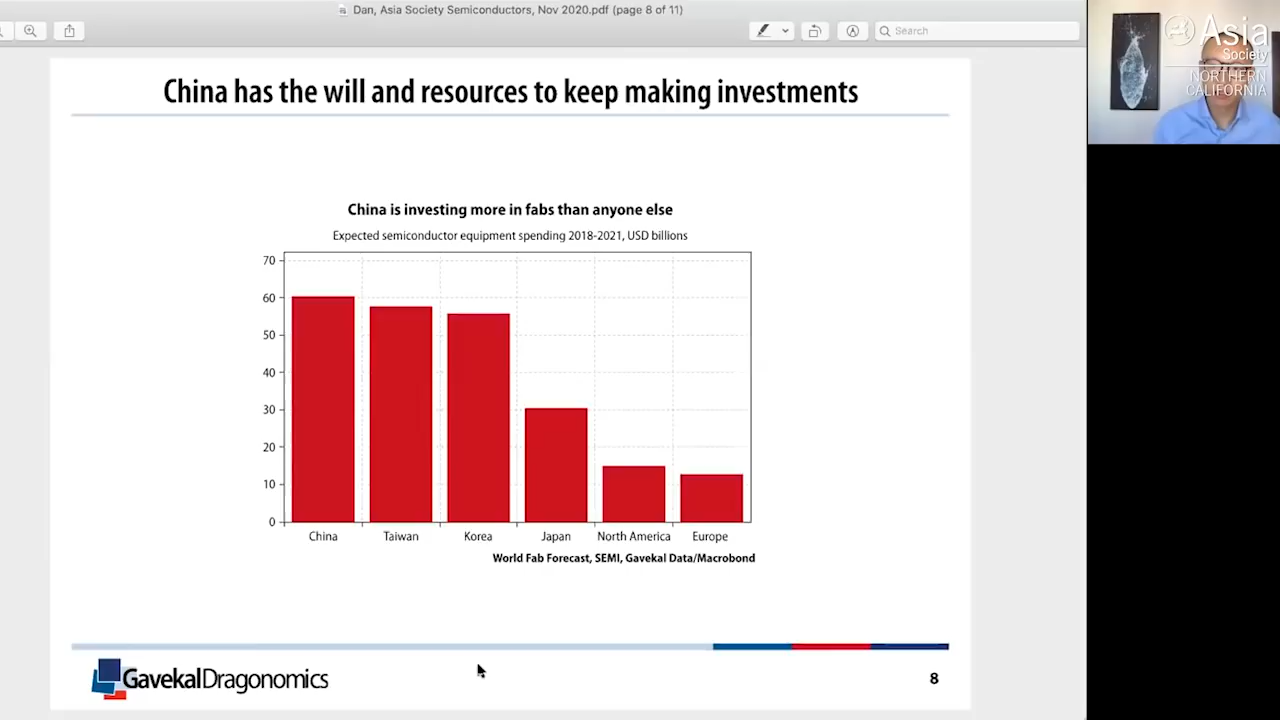 Dan, Asia Society Semiconductors, Nov 2020.pdf (page 8 of 11)
Search
Asia
Society
NORTHERN
CALIFORNIA
China has the will and resources to keep making investments
China is investing more in fabs than anyone else
Expected semiconductor equipment spending 2018-2021, USD billions
70
60
50
40
30
20
10
0
China Taiwan Korea Japan North America Europe
World Fab Forecast, SEMI, Gavekal Data/Macrobond
GavekalDragonomics
8